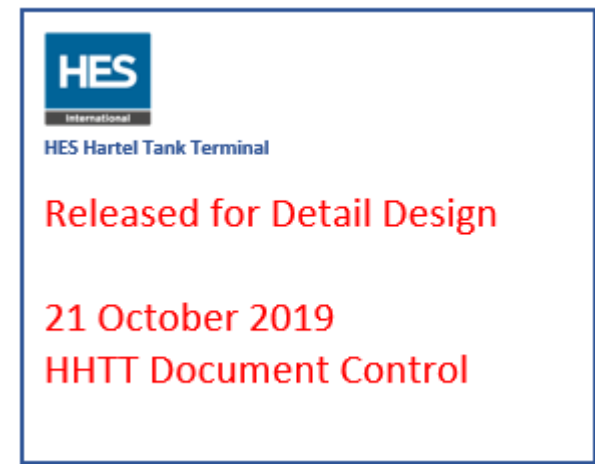 HES
International
HES Hartel Tank Terminal
Released for Detail Design
21 October 2019
HHTT Document Control